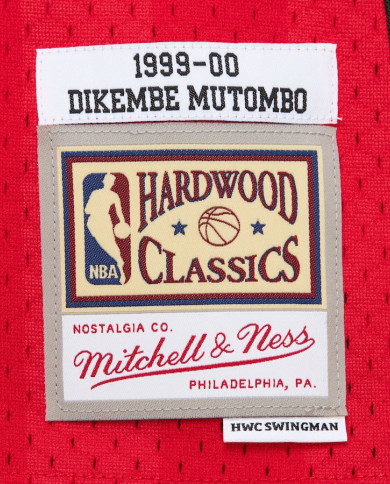 1999-00
DIKEMBE MUTOMBO
HARDWOOD
CLASSICS
NBA
NOSTALGIA CO.
Mitchell & Ness
PHILADELPHIA, PA.
HWC SWINGMAN